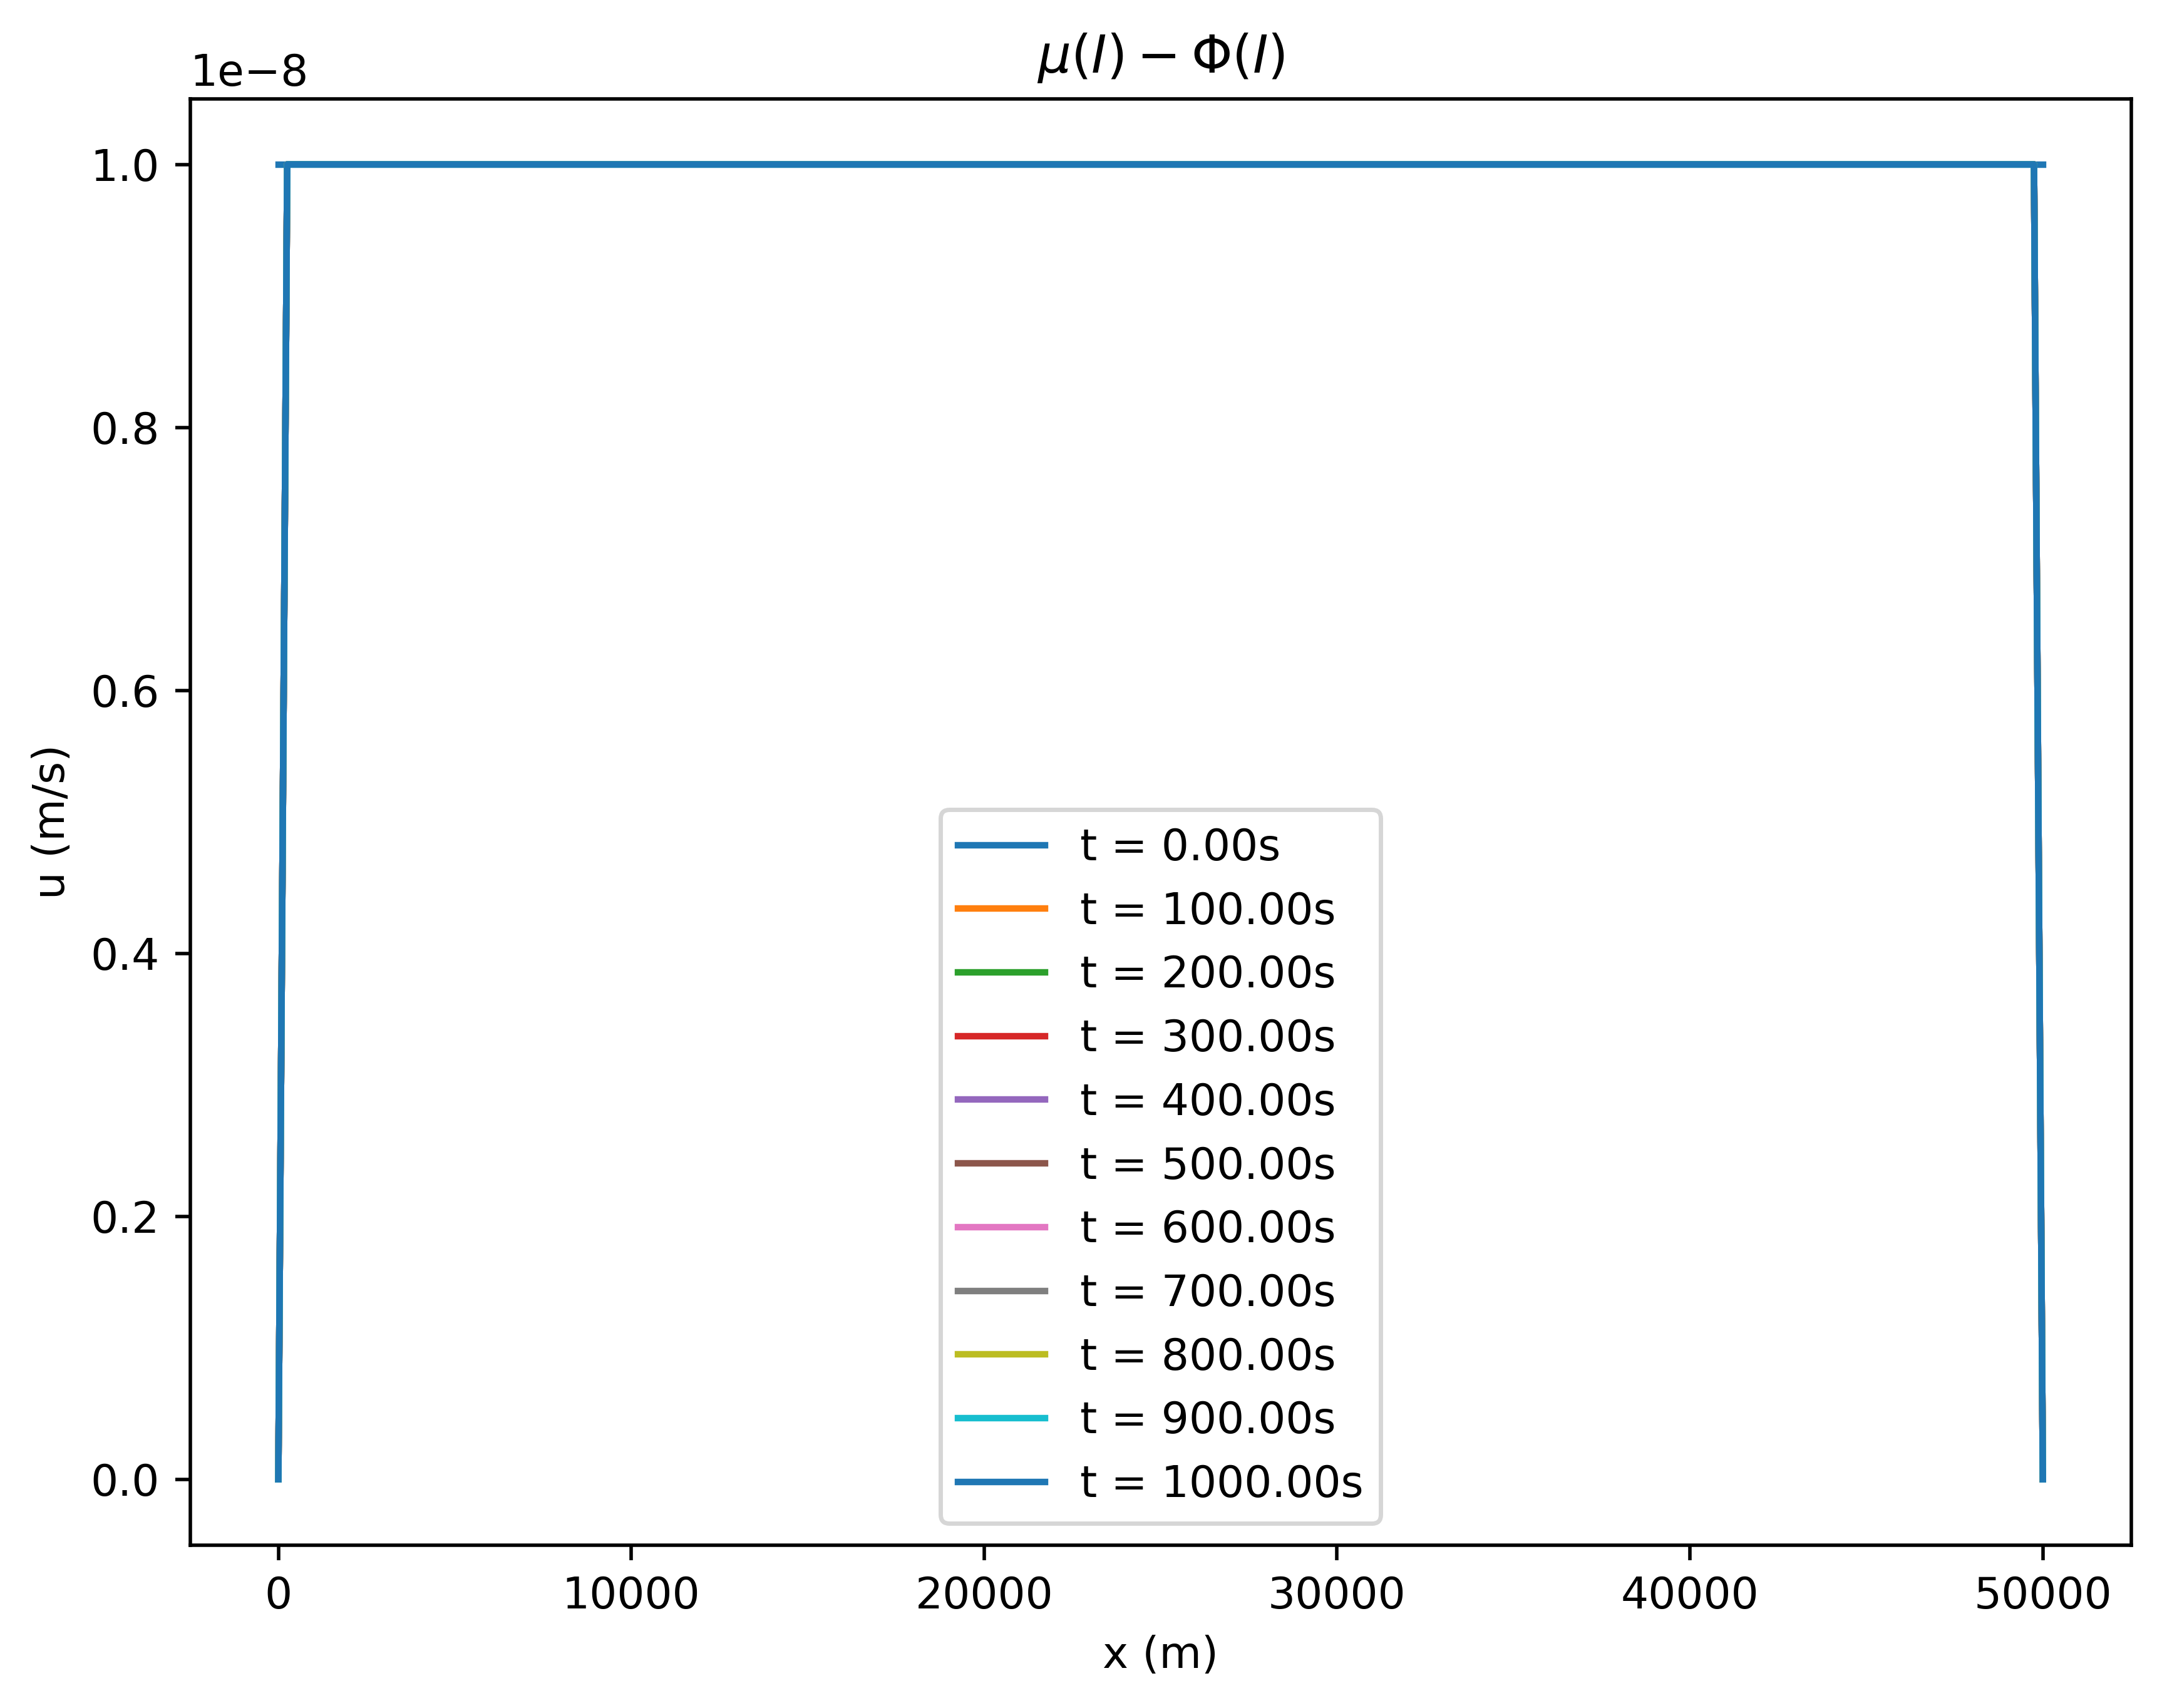 μ(I) − Φ(I)
1e−8
1.0
0.8
0.6
0.4
0.2
0.0
u (m/s)
t = 0.00s
t = 100.00s
t = 200.00s
t = 300.00s
t = 400.00s
t = 500.00s
t = 600.00s
t = 700.00s
t = 800.00s
t = 900.00s
t = 1000.00s
0 10000 20000 30000 40000 50000
x (m)